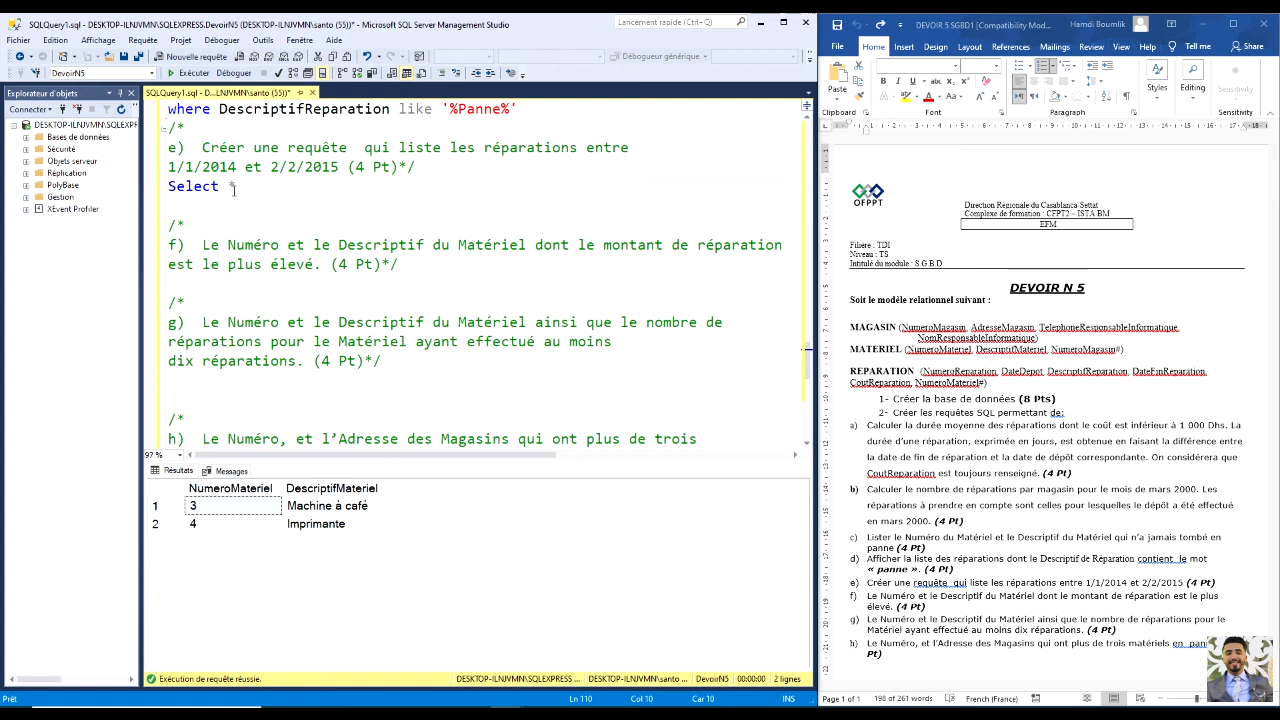 SQLQuery1.sql - DESKTOP-ILNJVMN\SQLEXPRESS.DevoirN5 (DESKTOP-ILNJVMN\santo (55))* - Microsoft SQL Server Management Studio
Lancement rapide (Ctrl+Q)
Fichier Edition Affichage Requête Projet Déboguer Outils Fenêtre Aide
Nouvelle requête
Débogueur générique
DevoirN5
Exécuter Déboguer
Explorateur d'objets
SQLQuery1.sql - D...LNJVMN\santo (55))*
Connecter
DESKTOP-ILNJVMN\SQLEXPR
Bases de données
Sécurité
Objets serveur
Réplication
PolyBase
Gestion
XEvent Profiler
where DescriptifReparation like '%Panne%'
/*
e) Créer une requête qui liste les réparations entre
1/1/2014 et 2/2/2015 (4 Pt)*/
Select *
/*
f) Le Numéro et le Descriptif du Matériel dont le montant de réparation
est le plus élevé. (4 Pt)*/
/*
g) Le Numéro et le Descriptif du Matériel ainsi que le nombre de
réparations pour le Matériel ayant effectué au moins
dix réparations. (4 Pt)*/
/*
h) Le Numéro, et l’Adresse des Magasins qui ont plus de trois
97 %
Résultats Messages
NumeroMateriel DescriptifMateriel
1 3 Machine à café
2 4 Imprimante
Exécution de requête réussie.
DESKTOP-ILNJVMN\SQLEXPRESS ... DESKTOP-ILNJVMN\santo ... DevoirN5 00:00:00 2 lignes
Prêt Ln 110 Col 10 Car 10 INS
DEVOIR 5 SGBD1 [Compatibility Mod... Hamdi Boumlik
File Home Insert Design Layout References Mailings Review View Help Tell me Share
Paste
Styles
Editing
Sensitivity
Clipboard Font Paragraph Styles Sensitivity
OFPPT
Direction Régionale du Casablanca-Settat
Complexe de formation : CFPT2 – ISTA BM
EFM
Filière : TDI
Niveau : TS
Intitulé du module : S.G.B.D
DEVOIR N 5
Soit le modèle relationnel suivant :
MAGASIN (NumeroMagasin, AdresseMagasin, TelephoneResponsableInformatique
NomResponsableInformatique)
MATERIEL (NumeroMateriel, DescriptifMateriel, NumeroMagasin#)
REPARATION (NumeroReparation, DateDepot, DescriptifReparation, DateFinReparation
CoutReparation, NumeroMateriel#)
1- Créer la base de données (8 Pts)
2- Créer les requêtes SQL permettant de:
a) Calculer la durée moyenne des réparations dont le coût est inférieur à 1 000 Dhs. La
durée d’une réparation, exprimée en jours, est obtenue en faisant la différence entre
la date de fin de réparation et la date de dépôt correspondante. On considérera que
CoutReparation est toujours renseigné. (4 Pt)
b) Calculer le nombre de réparations par magasin pour le mois de mars 2000. Les
réparations à prendre en compte sont celles pour lesquelles le dépôt a été effectué
en mars 2000. (4 Pt)
c) Lister le Numéro du Matériel et le Descriptif du Matériel qui n’a jamais tombé en
panne (4 Pt)
d) Afficher la liste des réparations dont le Descriptif de Réparation contient le mot
« panne ». (4 Pt)
e) Créer une requête qui liste les réparations entre 1/1/2014 et 2/2/2015 (4 Pt)
f) Le Numéro et le Descriptif du Matériel dont le montant de réparation est le plus
élevé. (4 Pt)
g) Le Numéro et le Descriptif du Matériel ainsi que le nombre de réparations pour le
Matériel ayant effectué au moins dix réparations. (4 Pt)
h) Le Numéro, et l’Adresse des Magasins qui ont plus de trois matériels en
Pt)
Page 1 of 1 198 of 261 words French (France)